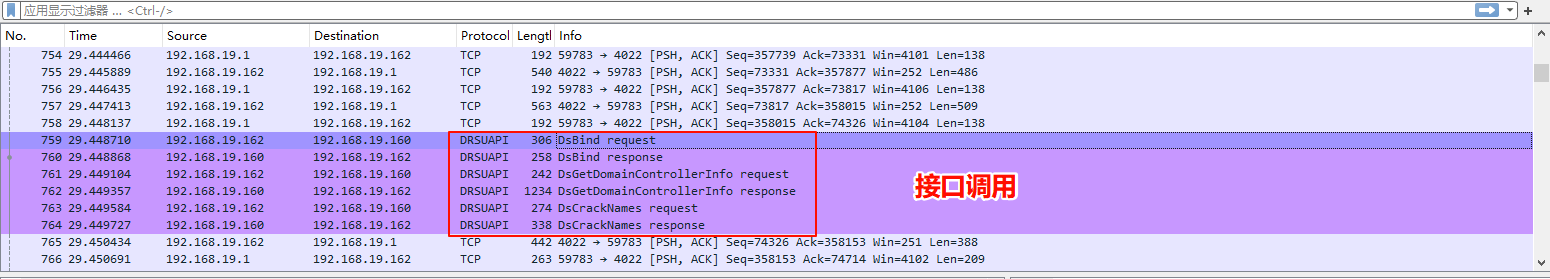 应用显示过滤器 … <Ctrl-/>
No. Time Source Destination Protocol Lengtl Info
754 29.444466 192.168.19.1 192.168.19.162 TCP 192 59783 → 4022 [PSH, ACK] Seq=357739 Ack=73331 Win=4101 Len=138
755 29.445889 192.168.19.162 192.168.19.1 TCP 540 4022 → 59783 [PSH, ACK] Seq=73331 Ack=357877 Win=252 Len=486
756 29.446435 192.168.19.1 192.168.19.162 TCP 192 59783 → 4022 [PSH, ACK] Seq=357877 Ack=73817 Win=4106 Len=138
757 29.447413 192.168.19.162 192.168.19.1 TCP 563 4022 → 59783 [PSH, ACK] Seq=73817 Ack=358015 Win=252 Len=509
758 29.448137 192.168.19.1 192.168.19.162 TCP 192 59783 → 4022 [PSH, ACK] Seq=358015 Ack=74326 Win=4104 Len=138
759 29.448710 192.168.19.162 192.168.19.160 DRSUAPI 306 DsBind request
760 29.448868 192.168.19.160 192.168.19.162 DRSUAPI 258 DsBind response
761 29.449104 192.168.19.162 192.168.19.160 DRSUAPI 242 DsGetDomainControllerInfo request
762 29.449357 192.168.19.160 192.168.19.162 DRSUAPI 1234 DsGetDomainControllerInfo response
763 29.449584 192.168.19.162 192.168.19.160 DRSUAPI 274 DsCrackNames request
764 29.449727 192.168.19.160 192.168.19.162 DRSUAPI 338 DsCrackNames response
765 29.450434 192.168.19.162 192.168.19.1 TCP 442 4022 → 59783 [PSH, ACK] Seq=74326 Ack=358153 Win=251 Len=388
766 29.450691 192.168.19.1 192.168.19.162 TCP 263 59783 → 4022 [PSH, ACK] Seq=358153 Ack=74714 Win=4102 Len=209
接口调用